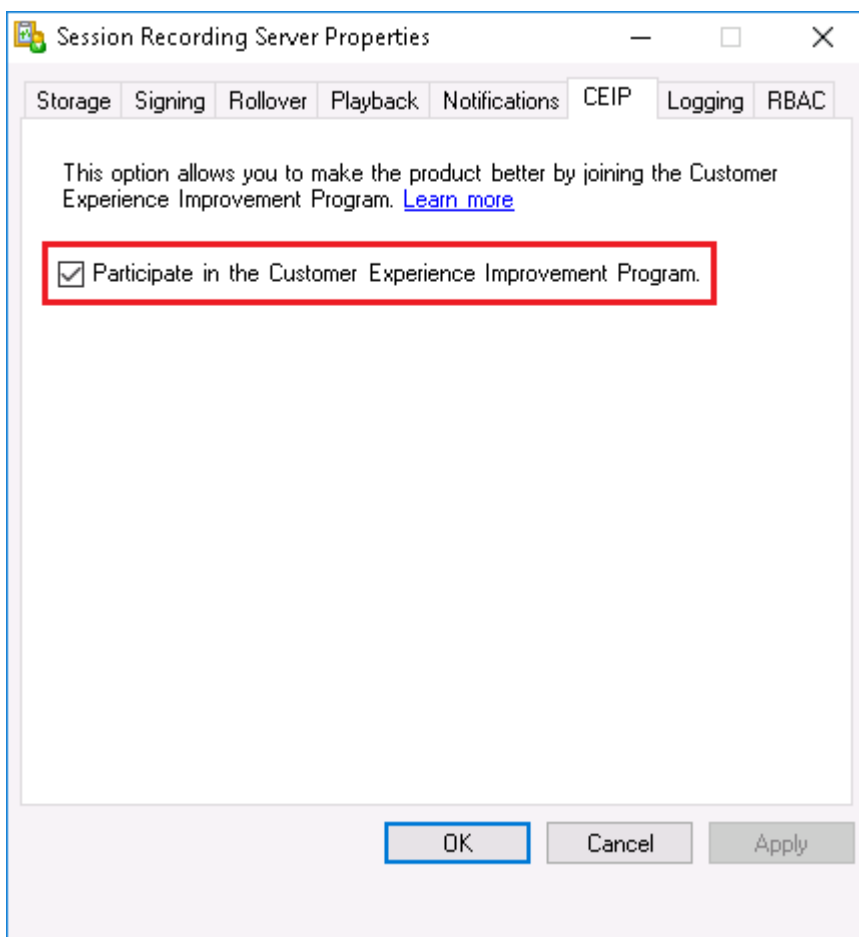 Session Recording Server Properties
Storage Signing Rollover Playback Notifications CEIP Logging RBAC
This option allows you to make the product better by joining the Customer
Experience Improvement Program. Learn more
Participate in the Customer Experience Improvement Program.
OK Cancel Apply